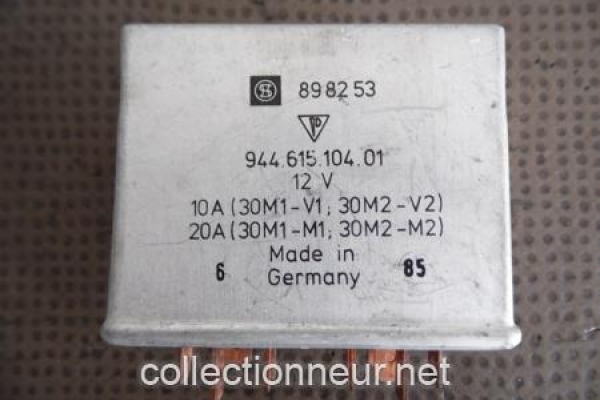 898253
944.615.104.01
12 V
10A (30M1-V1; 30M2-V2)
20A (30M1-M1; 30M2-M2)
Made in
6 Germany 85
collectionneur.net